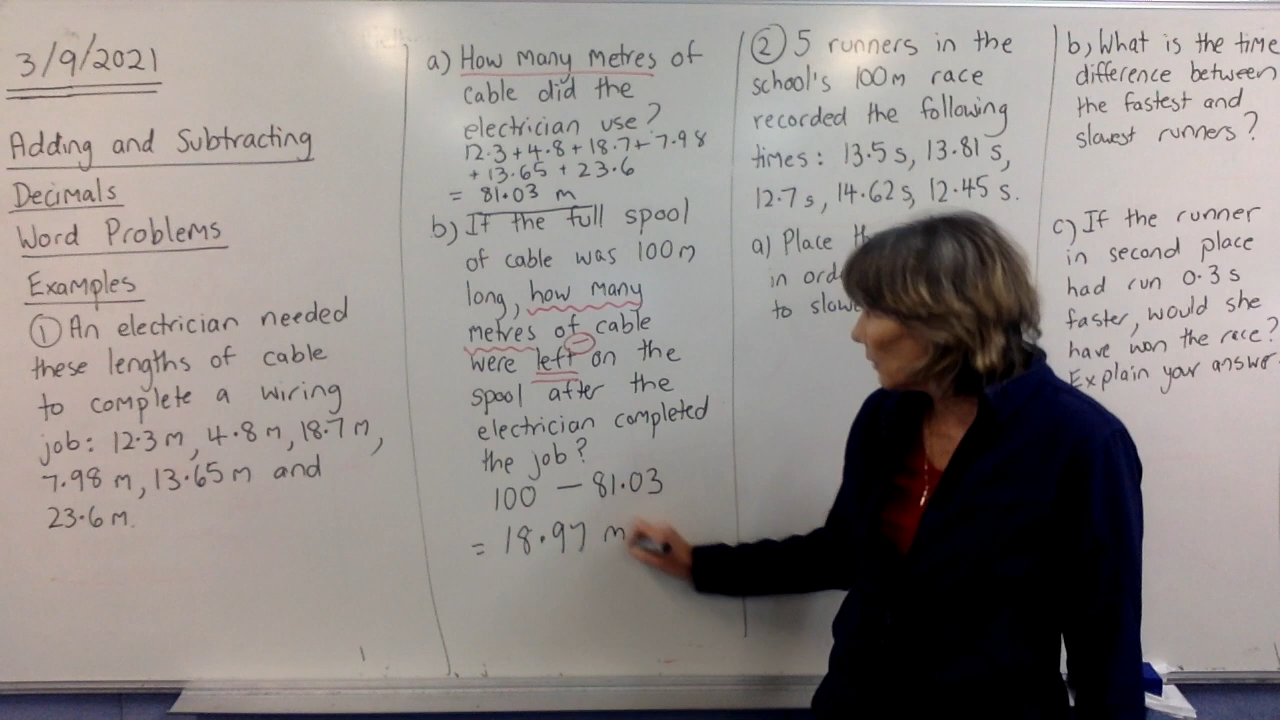 3/9/2021
Adding and Subtracting
Decimals
Word Problems
Examples
① An electrician needed
these lengths of cable
to complete a wiring
job: 12.3 m, 4.8 m, 18.7 m,
7.98 m, 13.65 m and
23.6 m.
a) How many metres of
cable did the
electrician use?
12.3 + 4.8 + 18.7 + 7.98
+ 13.65 + 23.6
= 81.03 m
b) If the full spool
of cable was 100 m
long, how many
metres of cable
−
were left on the
spool after the
electrician completed
the job?
100 − 81.03
= 18.97 m
② 5 runners in the
school's 100m race
recorded the following
times: 13.5 s, 13.81 s,
12.7 s, 14.62 s, 12.45 s.
a) Place
in
to
b, What is the time
difference between
the fastest and
slowest runners?
c) If the runner
in second place
had run 0.3 s
faster, would she
have won the race?
Explain your